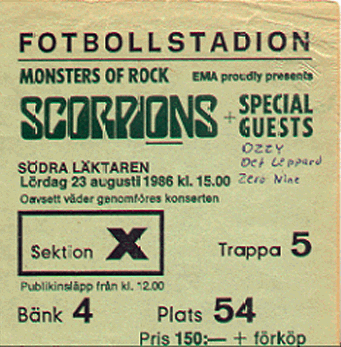 FOTBOLLSTADION
MONSTERS OF ROCK EMA proudly presents
SCORPIONS + SPECIAL GUESTS
Ozzy
Def Leppard
Zero Nine
SÖDRA LÄKTAREN
Lördag 23 augusti 1986 kl. 15.00
Oavsett väder genomföres konserten
Sektion X
Trappa 5
Publikinsläpp från kl. 12.00
Bänk 4 Plats 54
Pris 150:— + förköp